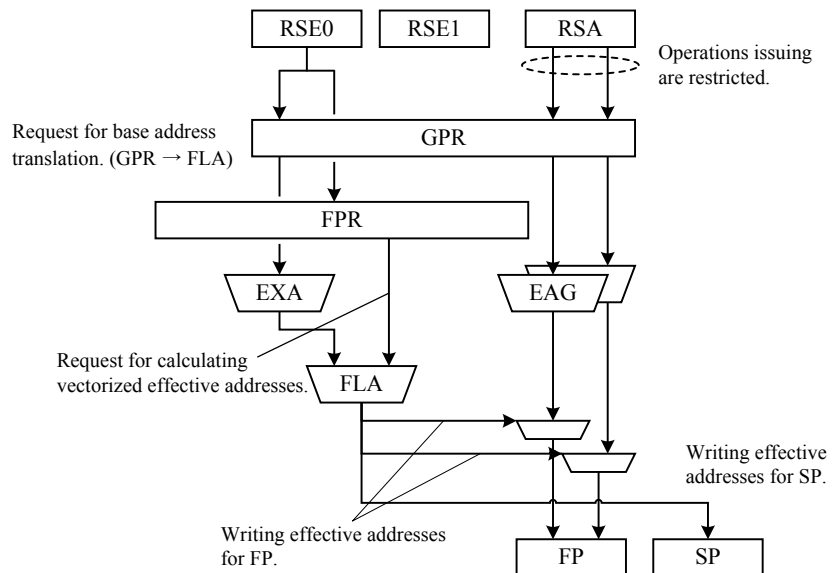 RSE0
RSE1
RSA
Operations issuing
are restricted.
Request for base address
translation. (GPR → FLA)
GPR
FPR
EXA
EAG
Request for calculating
vectorized effective addresses.
FLA
Writing effective
addresses for SP.
Writing effective addresses
for FP.
FP
SP